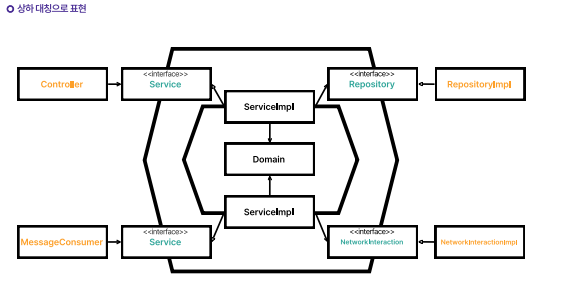 상하 대칭으로 표현
<<interface>>
Service
Controller
<<interface>>
Repository
RepositoryImpl
ServiceImpl
Domain
ServiceImpl
MessageConsumer
<<interface>>
Service
<<interface>>
NetworkInteraction
NetworkInteractionImpl